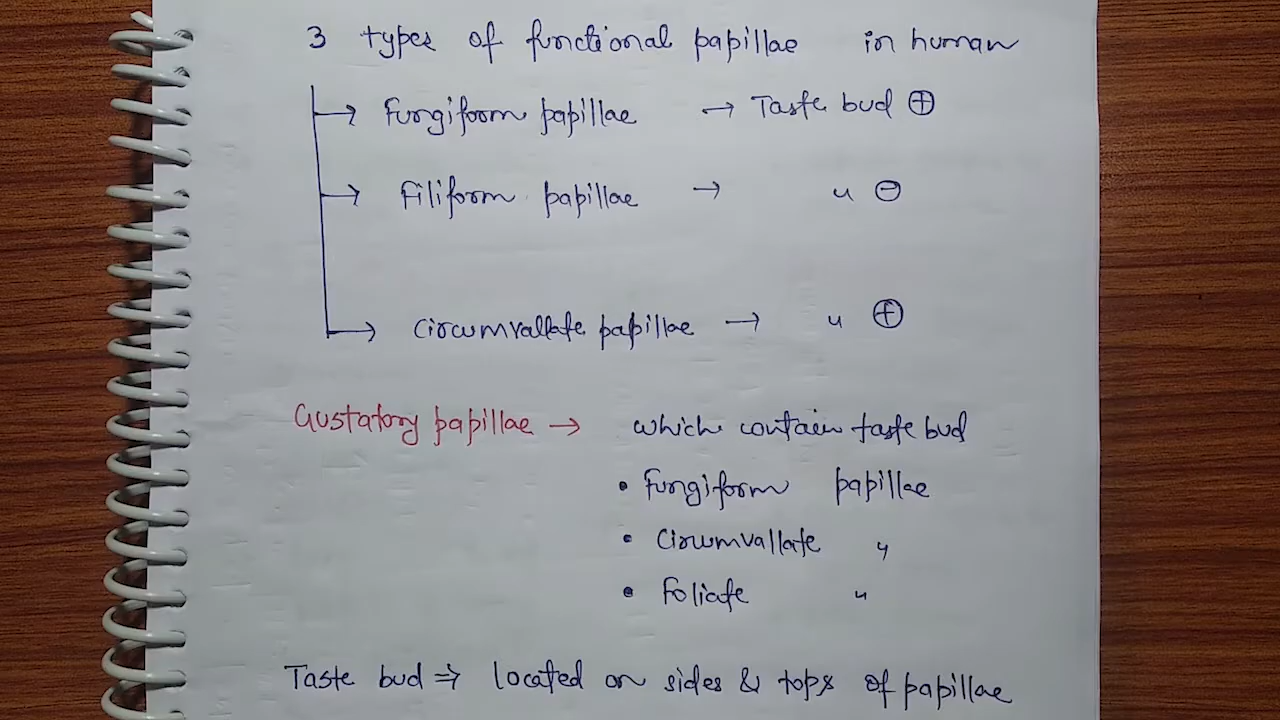 3 types of functional papillae in human
→ Fungiform papillae → Taste bud ⊕
→ Filiform papillae → " ⊖
→ Circumvallate papillae → " ⊕
Gustatory papillae → which contain taste bud
• Fungiform papillae
• Circumvallate "
• Foliate "
Taste bud ⇒ located on sides & tops of papillae